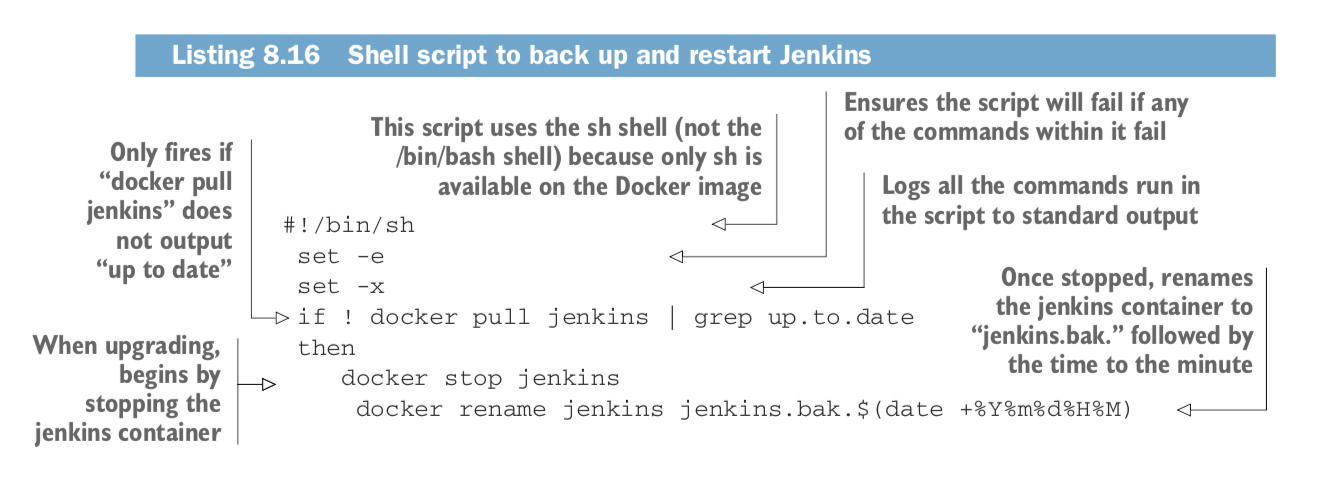 Listing 8.16 Shell script to back up and restart Jenkins
Ensures the script will fail if any
of the commands within it fail
This script uses the sh shell (not the
/bin/bash shell) because only sh is
available on the Docker image
Only fires if
“docker pull
jenkins” does
not output
“up to date”
Logs all the commands run in
the script to standard output
#!/bin/sh
set -e
set -x
if ! docker pull jenkins | grep up.to.date
then
docker stop jenkins
docker rename jenkins jenkins.bak.$(date +%Y%m%d%H%M)
Once stopped, renames
the jenkins container to
“jenkins.bak.” followed by
the time to the minute
When upgrading,
begins by
stopping the
jenkins container